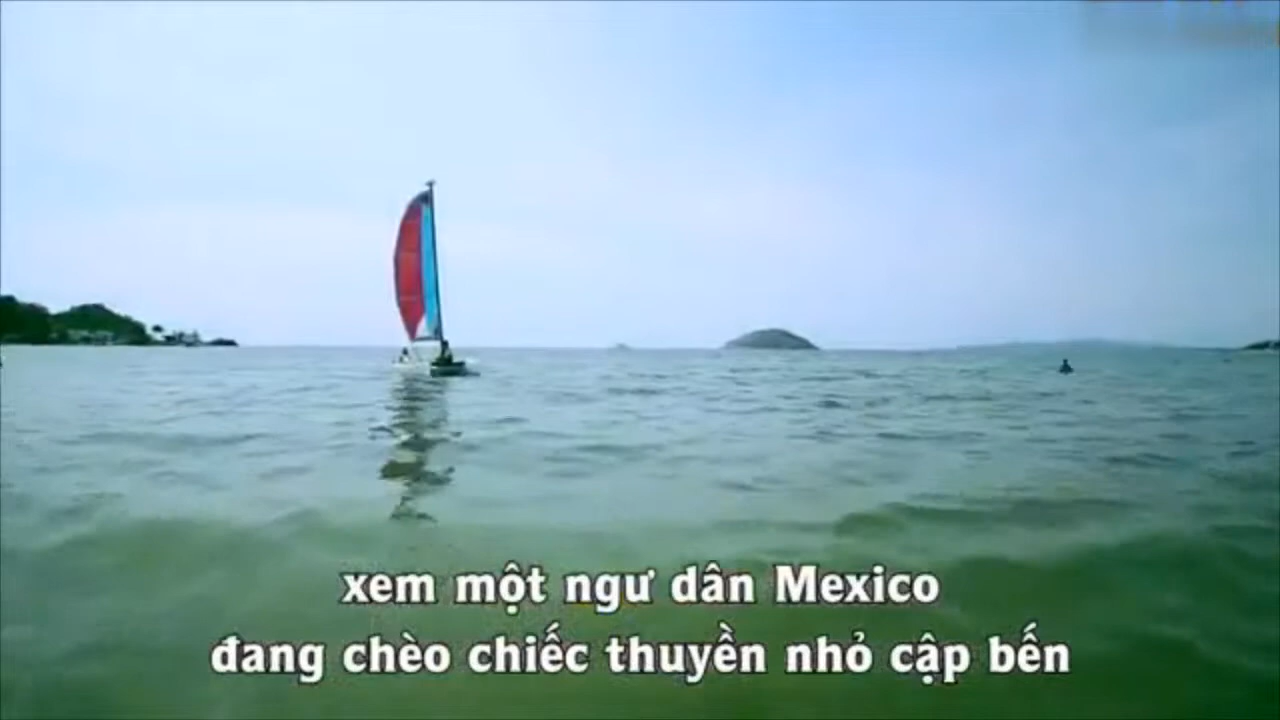 xem một ngư dân Mexico
đang chèo chiếc thuyền nhỏ cập bến